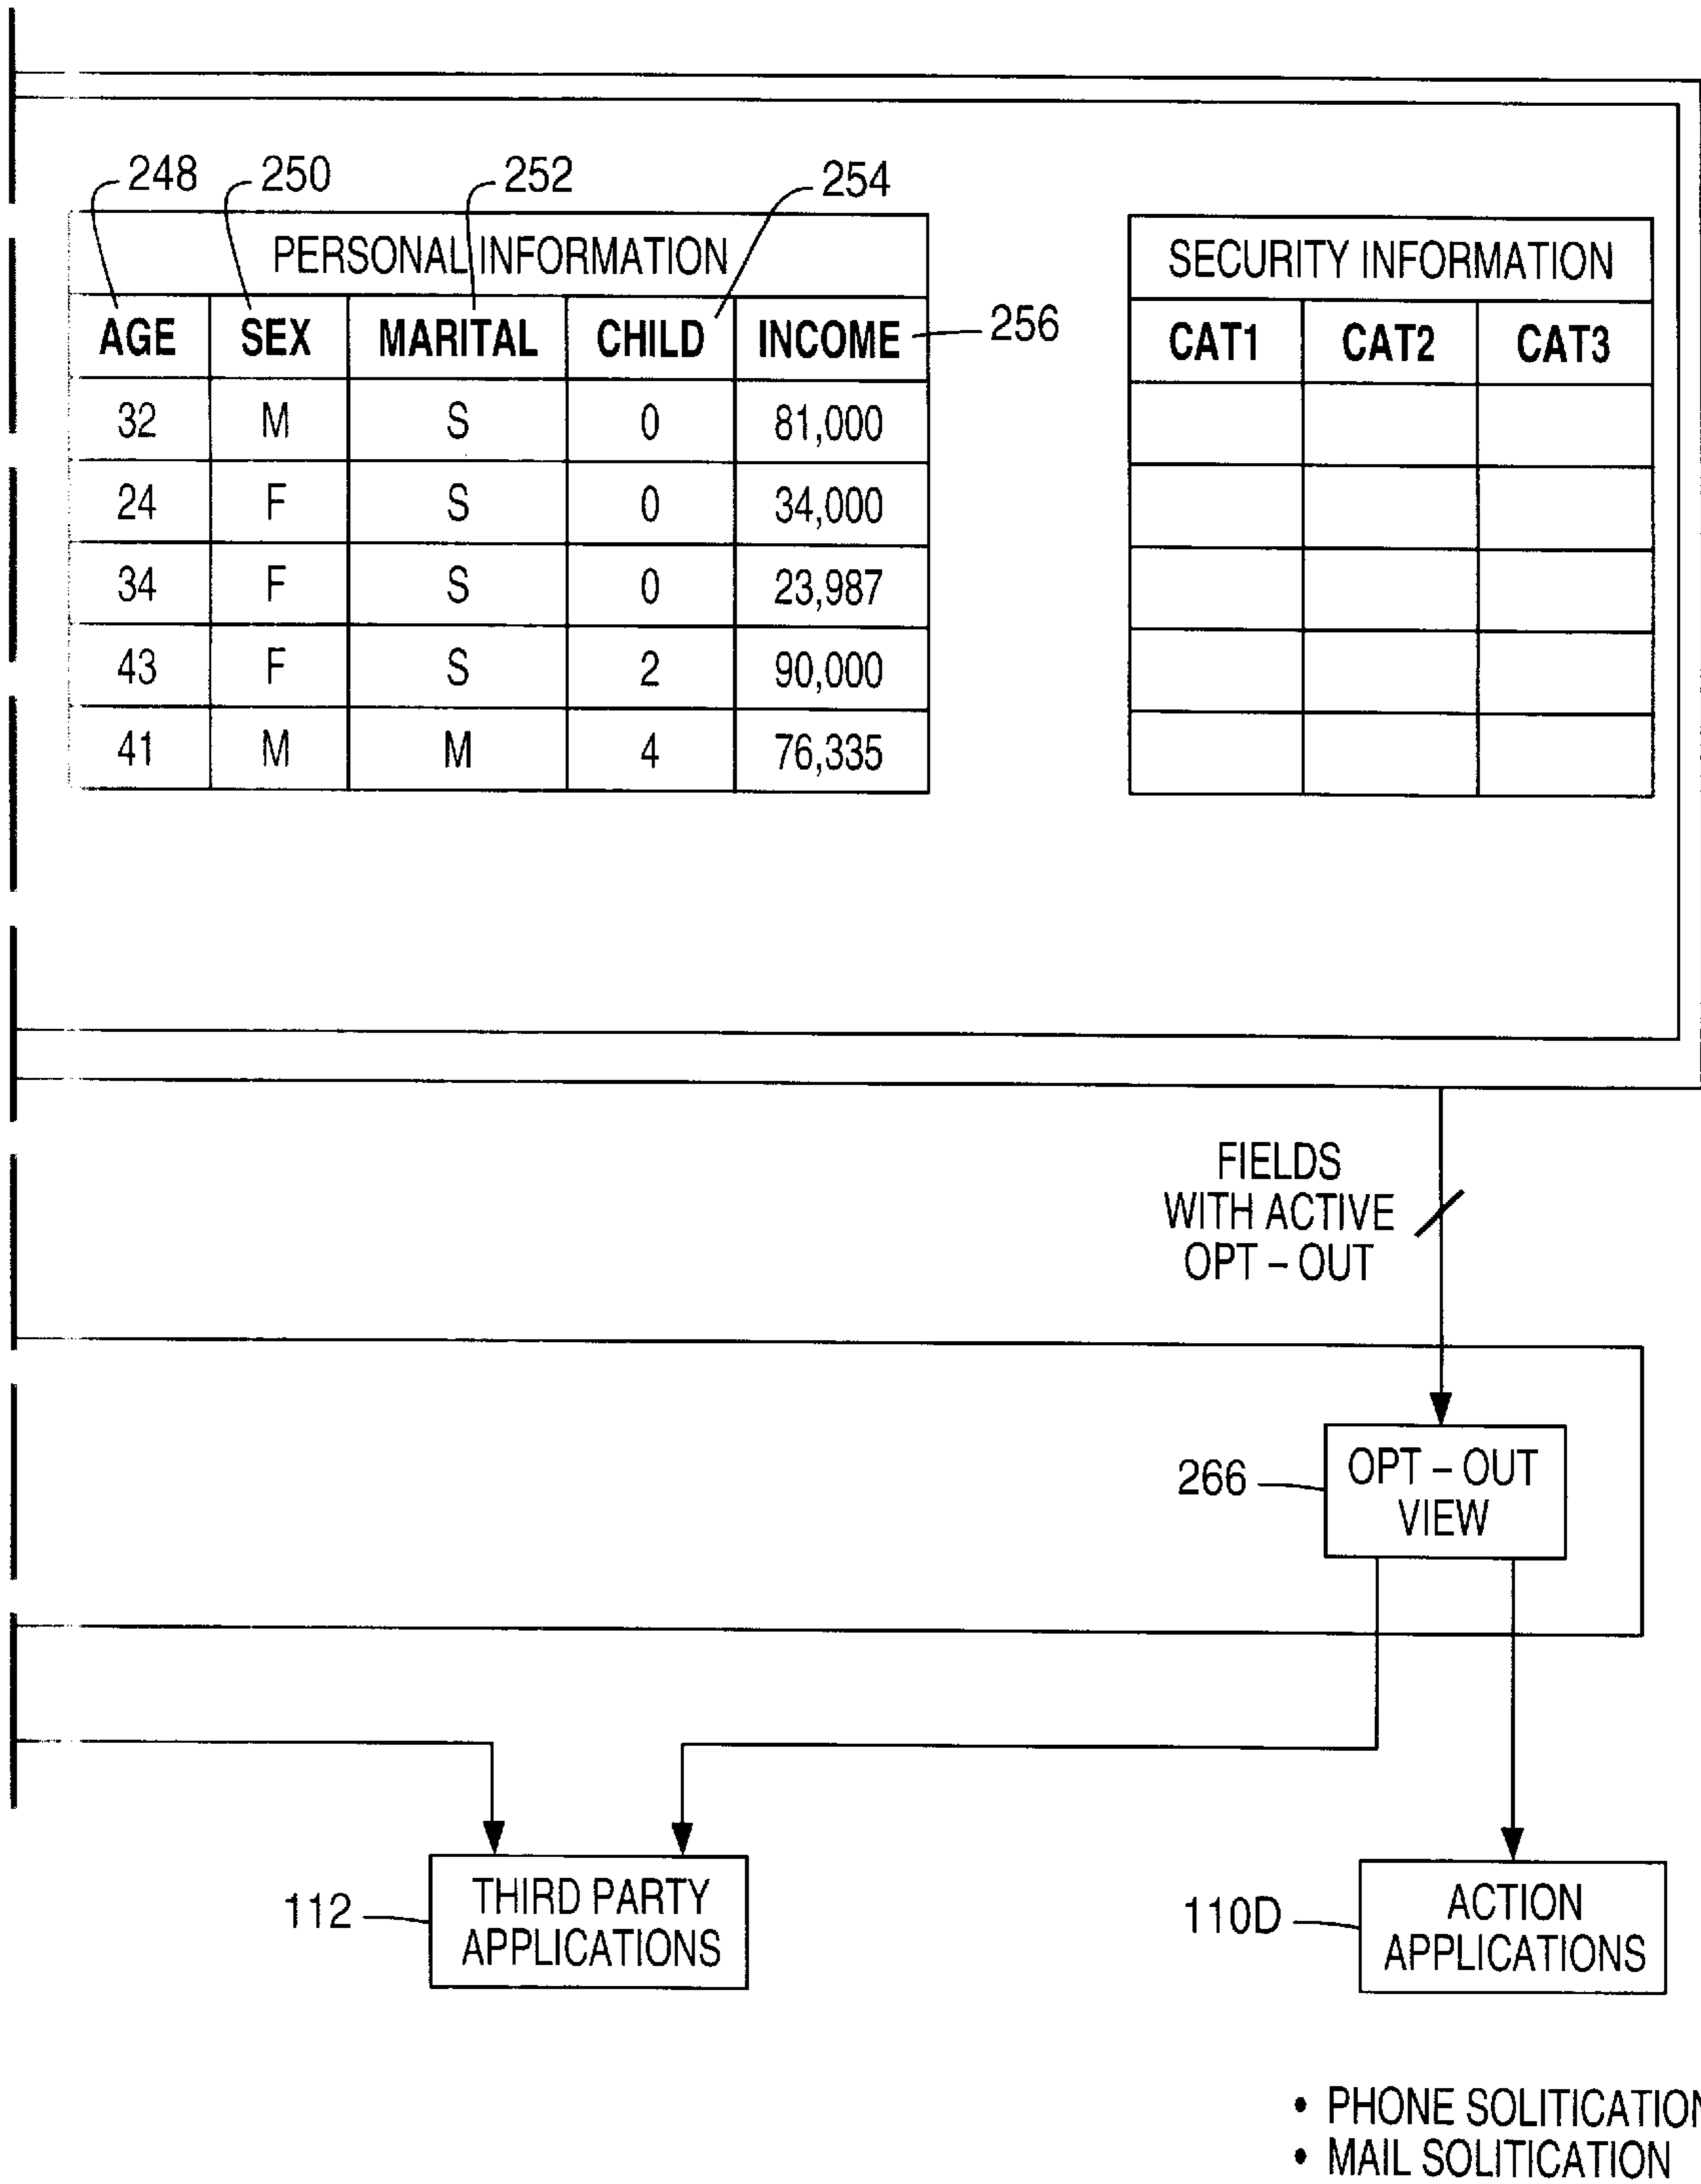 248 250 252 254
PERSONAL INFORMATION
AGE SEX MARITAL CHILD INCOME 256
32 M S 0 81,000
24 F S 0 34,000
34 F S 0 23,987
43 F S 2 90,000
41 M M 4 76,335
SECURITY INFORMATION
CAT1 CAT2 CAT3
FIELDS
WITH ACTIVE
OPT – OUT
266
OPT – OUT
VIEW
112
THIRD PARTY
APPLICATIONS
110D
ACTION
APPLICATIONS
• PHONE SOLITICATION
• MAIL SOLITICATION